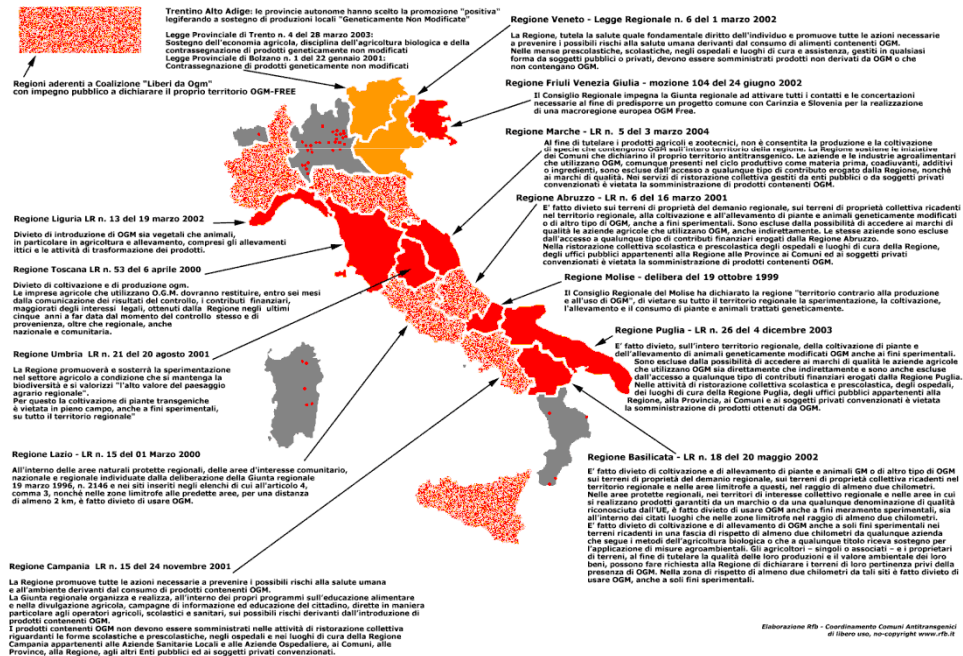 Trentino Alto Adige: le provincie autonome hanno scelto la promozione "positiva"
legiferando a sostegno di produzioni locali "Geneticamente Non Modificate"
Legge Provinciale di Trento n. 4 del 28 marzo 2003:
Sostegno dell'economia agricola, disciplina dell'agricoltura biologica e della
contrassegnazione di prodotti geneticamente non modificati
Legge Provinciale di Bolzano n. 1 del 22 gennaio 2001:
Contrassegnazione di prodotti geneticamente non modificati
Regioni aderenti a Coalizione "Liberi da Ogm"
con impegno pubblico a dichiarare il proprio territorio OGM-FREE
Regione Veneto - Legge Regionale n. 6 del 1 marzo 2002
La Regione, tutela la salute quale fondamentale diritto dell'individuo e promuove tutte le azioni necessarie
a prevenire i possibili rischi alla salute umana derivanti dal consumo di alimenti contenenti OGM.
Nelle mense prescolastiche, scolastiche, negli ospedali e luoghi di cura e assistenza, gestiti in qualsiasi
forma da soggetti pubblici o privati, devono essere somministrati prodotti non derivati da OGM o che
non contengano OGM.
Regione Friuli Venezia Giulia - mozione 104 del 24 giugno 2002
Il Consiglio Regionale impegna la Giunta regionale ad attivare tutti i contatti e le concertazioni
necessarie al fine di predisporre un progetto comune con Carinzia e Slovenia per la realizzazione
di una macroregione europea OGM Free.
Regione Marche - LR n. 5 del 3 marzo 2004
Al fine di tutelare i prodotti agricoli e zootecnici, non è consentita la produzione e la coltivazione
di specie che contengono OGM sull'intero territorio della regione. La Regione sostiene le iniziative
dei Comuni che dichiarino il proprio territorio antitransgenico. Le aziende e le industrie agroalimentari
che utilizzano OGM, comunque presenti nel ciclo produttivo come materia prima, coadiuvanti, additivi
o ingredienti, sono escluse dall'accesso a qualunque tipo di contributo erogato dalla Regione, nonchè
ai marchi di qualità. Nei servizi di ristorazione collettiva gestiti da enti pubblici o da soggetti privati
convenzionati è vietata la somministrazione di prodotti contenenti OGM.
Regione Abruzzo - LR n. 6 del 16 marzo 2001
E' fatto divieto, sui terreni di proprietà del demanio regionale, sui terreni di proprietà collettiva ricadenti
nel territorio regionale, alla coltivazione e all'allevamento di piante e animali geneticamente modificati
o di altro tipo di OGM, anche a fini sperimentali. Sono escluse dalla possibilità di accedere ai marchi di
qualità le aziende agricole che utilizzano OGM, anche indirettamente. Le stesse aziende sono escluse
dall'accesso a qualunque tipo di contributi finanziari erogati dalla Regione Abruzzo.
Nella ristorazione collettiva scolastica e prescolastica degli ospedali e luoghi di cura della Regione,
degli uffici pubblici appartenenti alla Regione alle Province ai Comuni ed ai soggetti privati
convenzionati è vietata la somministrazione di prodotti contenenti OGM.
Regione Molise - delibera del 19 ottobre 1999
Il Consiglio Regionale del Molise ha dichiarato la regione "territorio contrario alla produzione
e all'uso di OGM", di vietare su tutto il territorio regionale la sperimentazione, la coltivazione,
l'allevamento e il consumo di piante e animali trattati geneticamente.
Regione Puglia - LR n. 26 del 4 dicembre 2003
E' fatto divieto, sull'intero territorio regionale, della coltivazione di piante e
dell'allevamento di animali geneticamente modificati OGM anche ai fini sperimentali.
Sono escluse dalla possibilità di accedere ai marchi di qualità le aziende agricole
che utilizzano OGM sia direttamente che indirettamente e sono anche escluse
dall'accesso a qualunque tipo di contributi finanziari erogati dalla Regione Puglia.
Nelle attività di ristorazione collettiva scolastica e prescolastica, degli ospedali,
dei luoghi di cura della Regione Puglia, degli uffici pubblici appartenenti alla
Regione, alla Provincia, ai Comuni e ai soggetti privati convenzionati è vietata
la somministrazione di prodotti ottenuti da OGM.
Regione Basilicata - LR n. 18 del 20 maggio 2002
E' fatto divieto di coltivazione e di allevamento di piante e animali GM o di altro tipo di OGM
sui terreni di proprietà del demanio regionale, sui terreni di proprietà collettiva ricadenti nel
territorio regionale e nelle aree limitrofe a questi, nel raggio di almeno due chilometri.
Nelle aree protette regionali, nei territori di interesse collettivo regionale e nelle aree in cui
si realizzano prodotti garantiti da un marchio o da una qualunque denominazione di qualità
riconosciuta dall'UE, è fatto divieto di usare OGM anche a fini meramente sperimentali, sia
all'interno dei citati luoghi che nelle zone limitrofe nel raggio di almeno due chilometri.
E' fatto divieto di coltivazione e di allevamento di OGM anche a soli fini sperimentali nei
terreni ricadenti in una fascia di rispetto di almeno due chilometri da qualunque azienda
che segue i metodi dell'agricoltura biologica o che a qualunque titolo riceva sostegno per
l'applicazione di misure agroambientali. Gli agricoltori – singoli o associati – e i proprietari
di terreni, al fine di tutelare la qualità delle loro produzioni e il valore ambientale dei loro
beni, possono fare richiesta alla Regione di dichiarare i terreni di loro pertinenza privi della
presenza di OGM. Nella zona di rispetto di almeno due chilometri da tali siti è fatto divieto di
usare OGM, anche a soli fini sperimentali.
Regione Liguria LR n. 13 del 19 marzo 2002
Divieto di introduzione di OGM sia vegetali che animali,
in particolare in agricoltura e allevamento, compresi gli allevamenti
ittici e le attività di trasformazione dei prodotti.
Regione Toscana LR n. 53 del 6 aprile 2000
Divieto di coltivazione e di produzione ogm.
Le imprese agricole che utilizzano O.G.M. dovranno restituire, entro sei mesi
dalla comunicazione dei risultati del controllo, i contributi finanziari,
maggiorati degli interessi legali, ottenuti dalla Regione negli ultimi
cinque anni a far data dal momento del controllo stesso e di
provenienza, oltre che regionale, anche
nazionale e comunitaria.
Regione Umbria LR n. 21 del 20 agosto 2001
La Regione promuoverà e sosterrà la sperimentazione
nel settore agricolo a condizione che si mantenga la
biodiversità e si valorizzi "l'alto valore del paesaggio
agrario regionale".
Per questo la coltivazione di piante transgeniche
è vietata in pieno campo, anche a fini sperimentali,
su tutto il territorio regionale"
Regione Lazio - LR n. 15 del 01 Marzo 2000
All'interno delle aree naturali protette regionali, delle aree d'interesse comunitario,
nazionale e regionale individuate dalla deliberazione della Giunta regionale
19 marzo 1996, n. 2146 e nei siti inseriti negli elenchi di cui all'articolo 4,
comma 3, nonché nelle zone limitrofe alle predette aree, per una distanza
di almeno 2 km, è fatto divieto di usare OGM.
Regione Campania LR n. 15 del 24 novembre 2001
La Regione promuove tutte le azioni necessarie a prevenire i possibili rischi alla salute umana
e all'ambiente derivanti dal consumo di prodotti contenenti OGM.
La Giunta regionale organizza e realizza, all'interno dei propri programmi sull'educazione alimentare
e nella divulgazione agricola, campagne di informazione ed educazione del cittadino, dirette in maniera
particolare agli operatori agricoli, scolastici e sanitari, sui possibili rischi derivanti dall'introduzione di
prodotti contenenti OGM.
I prodotti contenenti OGM non devono essere somministrati nelle attività di ristorazione collettiva
riguardanti le forme scolastiche e prescolastiche, negli ospedali e nei luoghi di cura della Regione
Campania appartenenti alle Aziende Sanitarie Locali e alle Aziende Ospedaliere, ai Comuni, alle
Province, alla Regione, agli altri Enti pubblici ed ai soggetti privati convenzionati.
Elaborazione Rfb - Coordinamento Comuni Antitransgenici
di libero uso, no-copyright www.rfb.it